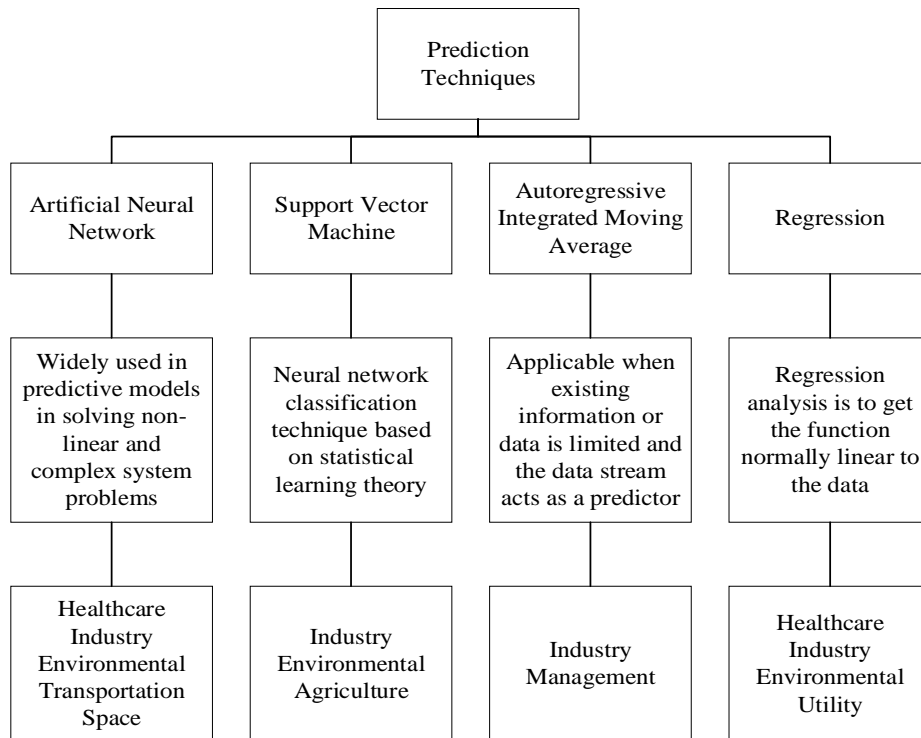 Prediction
Techniques
Artificial Neural
Network
Support Vector
Machine
Autoregressive
Integrated Moving
Average
Regression
Widely used in
predictive models
in solving non-
linear and
complex system
problems
Neural network
classification
technique based
on statistical
learning theory
Applicable when
existing
information or
data is limited and
the data stream
acts as a predictor
Regression
analysis is to get
the function
normally linear to
the data
Healthcare
Industry
Environmental
Transportation
Space
Industry
Environmental
Agriculture
Industry
Management
Healthcare
Industry
Environmental
Utility